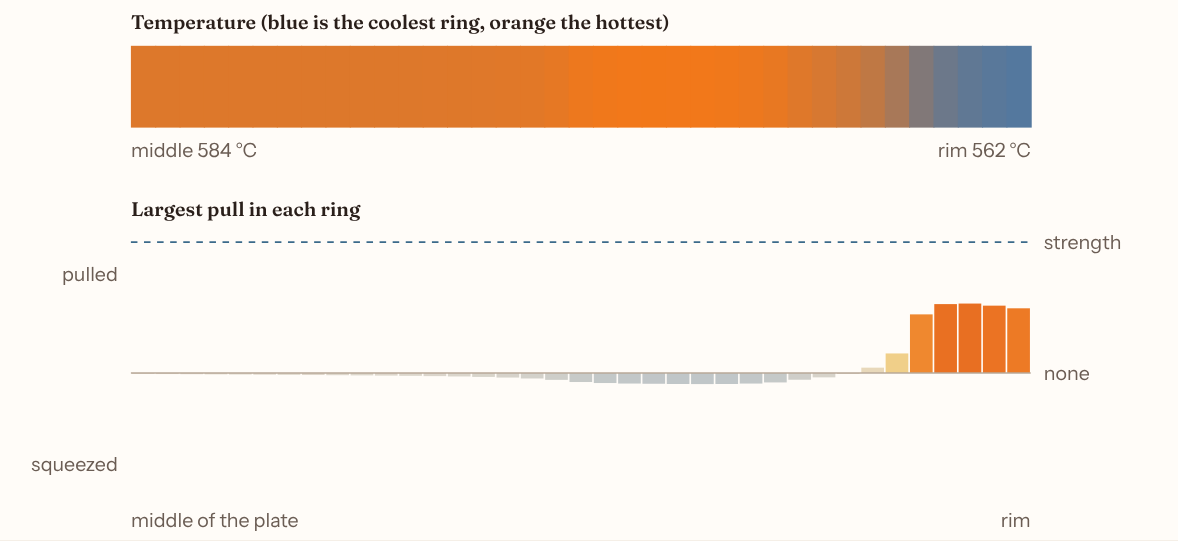 Temperature (blue is the coolest ring, orange the hottest)
middle 584 °C
rim 562 °C
Largest pull in each ring
strength
pulled
none
squeezed
middle of the plate
rim